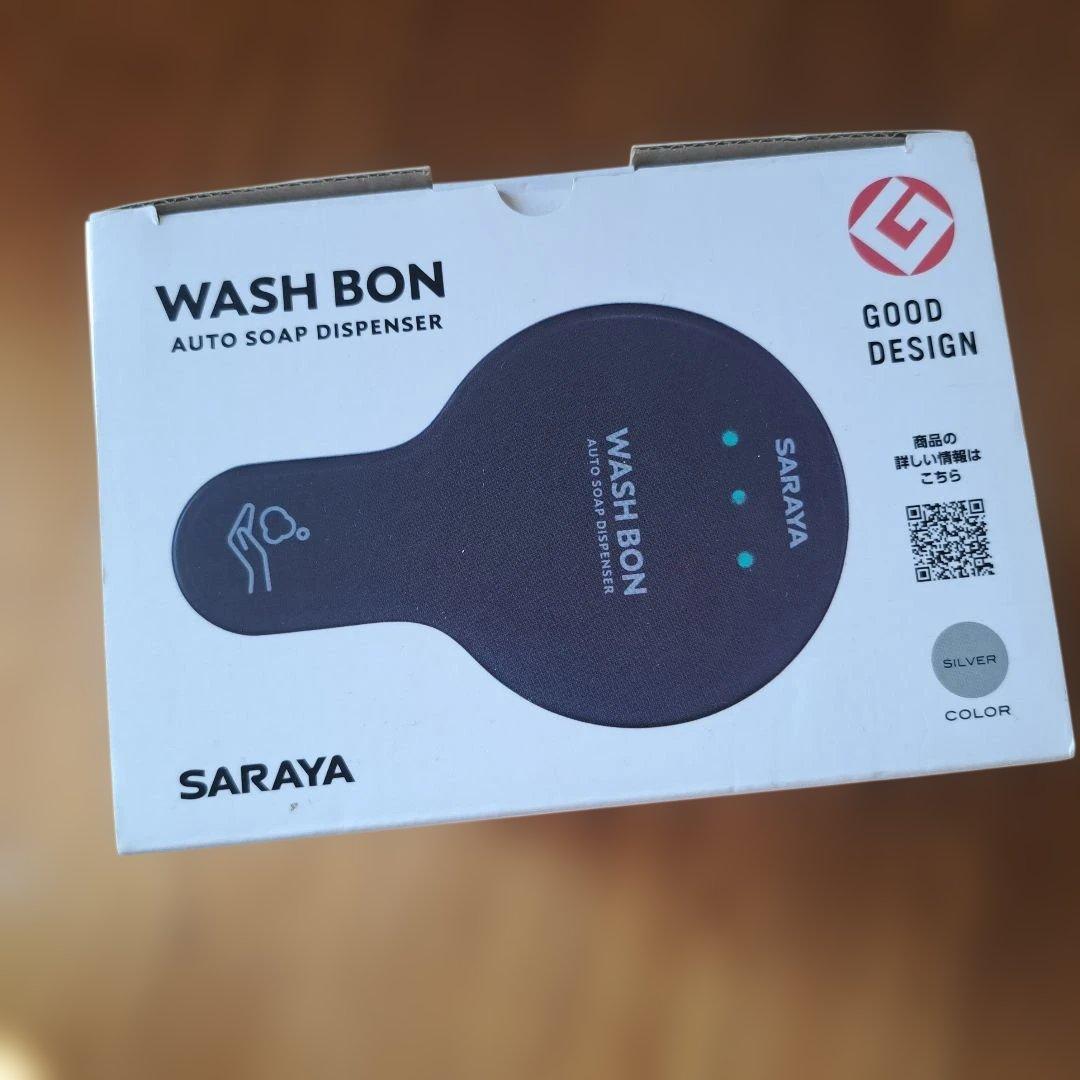 WASH BON
AUTO SOAP DISPENSER
WASH BON
AUTO SOAP DISPENSER
SARAYA
GOOD
DESIGN
商品の
詳しい情報は
こちら
SILVER
COLOR
SARAYA